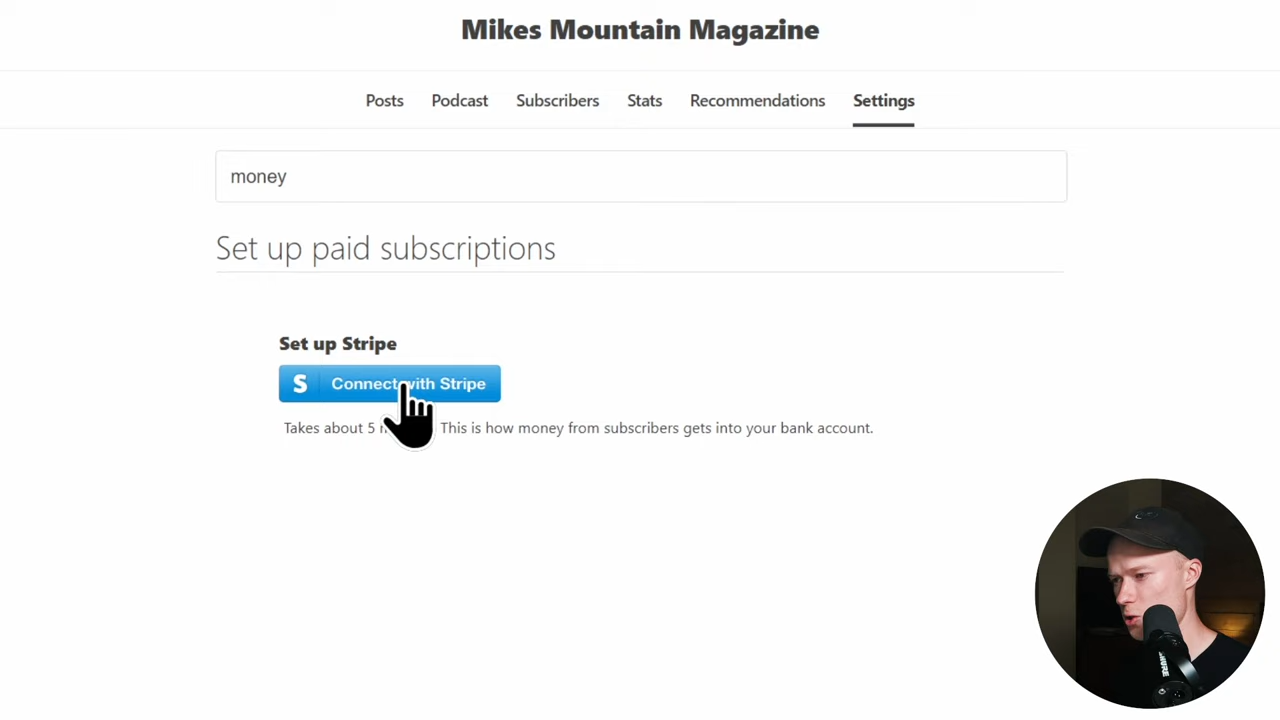 Mikes Mountain Magazine
Posts Podcast Subscribers Stats Recommendations Settings
money
Set up paid subscriptions
Set up Stripe
S Connect with Stripe
Takes about 5 This is how money from subscribers gets into your bank account.
SHURE